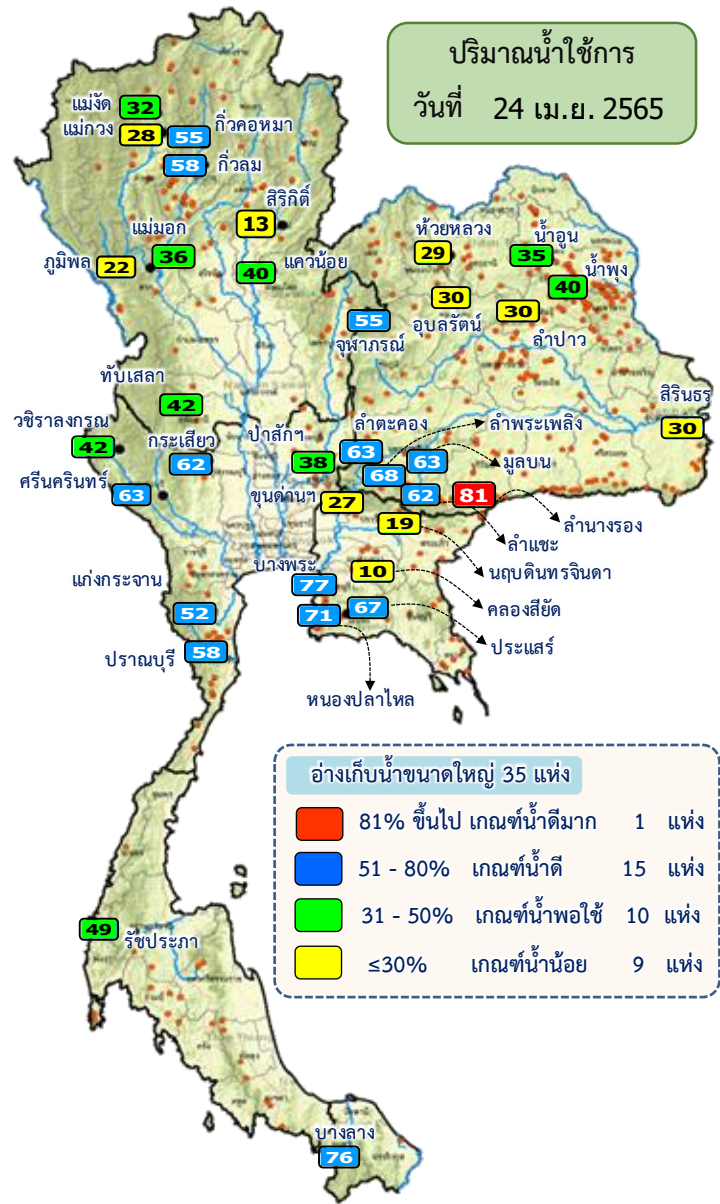 ปริมาณน้ำใช้การ
วันที่ 24 เม.ย. 2565
แม่งัด
32
แม่กวง
28
55
กิ่วคอหมา
58
กิ่วลม
สิริกิติ์
13
แม่มอก
36
ภูมิพล
22
40
แควน้อย
ห้วยหลวง
29
น้ำอูน
35
น้ำพุง
40
30
อุบลรัตน์
30
ลำปาว
55
จุฬาภรณ์
สิรินธร
30
ทับเสลา
42
วชิราลงกรณ
42
กระเสียว
62
ศรีนครินทร์
63
ป่าสักฯ
38
ลำตะคอง
63
ลำพระเพลิง
68
63
มูลบน
62
81
ลำนางรอง
ลำแชะ
ขุนด่านฯ
27
19
นฤบดินทรจินดา
บางพระ
77
10
คลองสียัด
71
67
ประแสร์
หนองปลาไหล
แก่งกระจาน
52
ปราณบุรี
58
อ่างเก็บน้ำขนาดใหญ่ 35 แห่ง
81% ขึ้นไป เกณฑ์น้ำดีมาก 1 แห่ง
51 - 80% เกณฑ์น้ำดี 15 แห่ง
31 - 50% เกณฑ์น้ำพอใช้ 10 แห่ง
≤30% เกณฑ์น้ำน้อย 9 แห่ง
49
รัชประภา
บางลาง
76